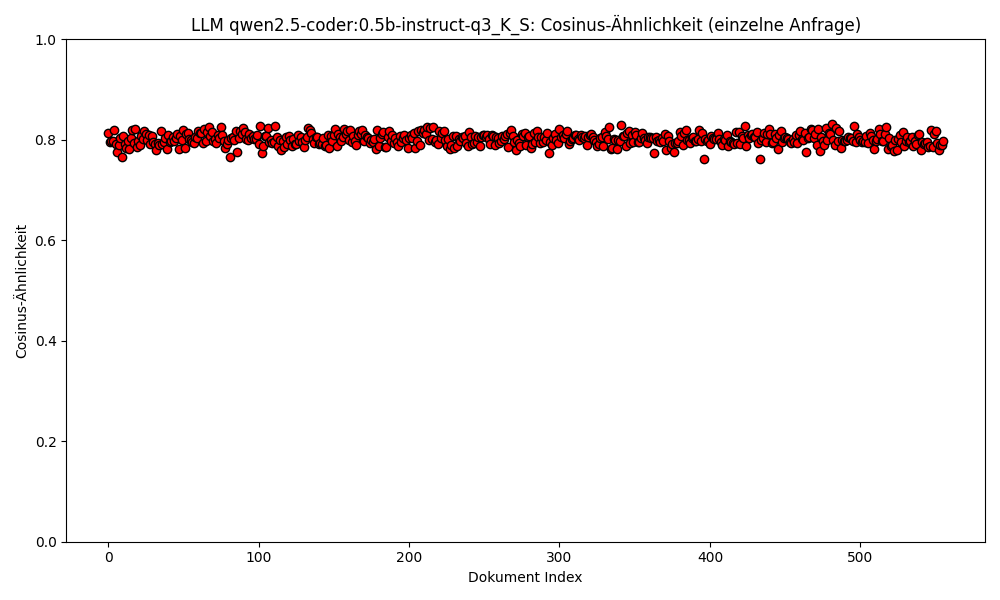 LLM qwen2.5-coder:0.5b-instruct-q3_K_S: Cosinus-Ähnlichkeit (einzelne Anfrage)
1.0
0.8
0.6
0.4
0.2
0.0
Cosinus-Ähnlichkeit
0 100 200 300 400 500
Dokument Index